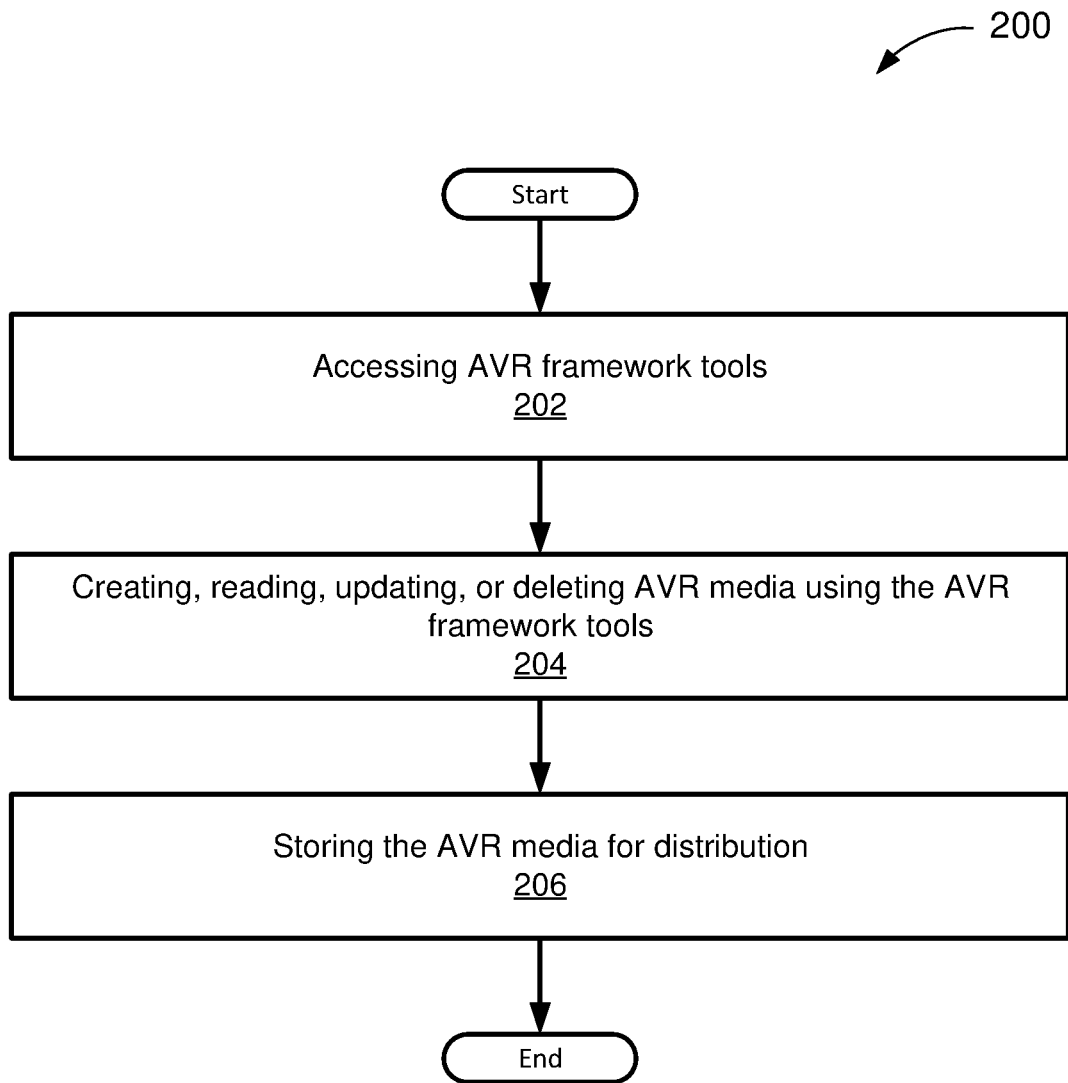 200
Start
Accessing AVR framework tools
202
Creating, reading, updating, or deleting AVR media using the AVR
framework tools
204
Storing the AVR media for distribution
206
End